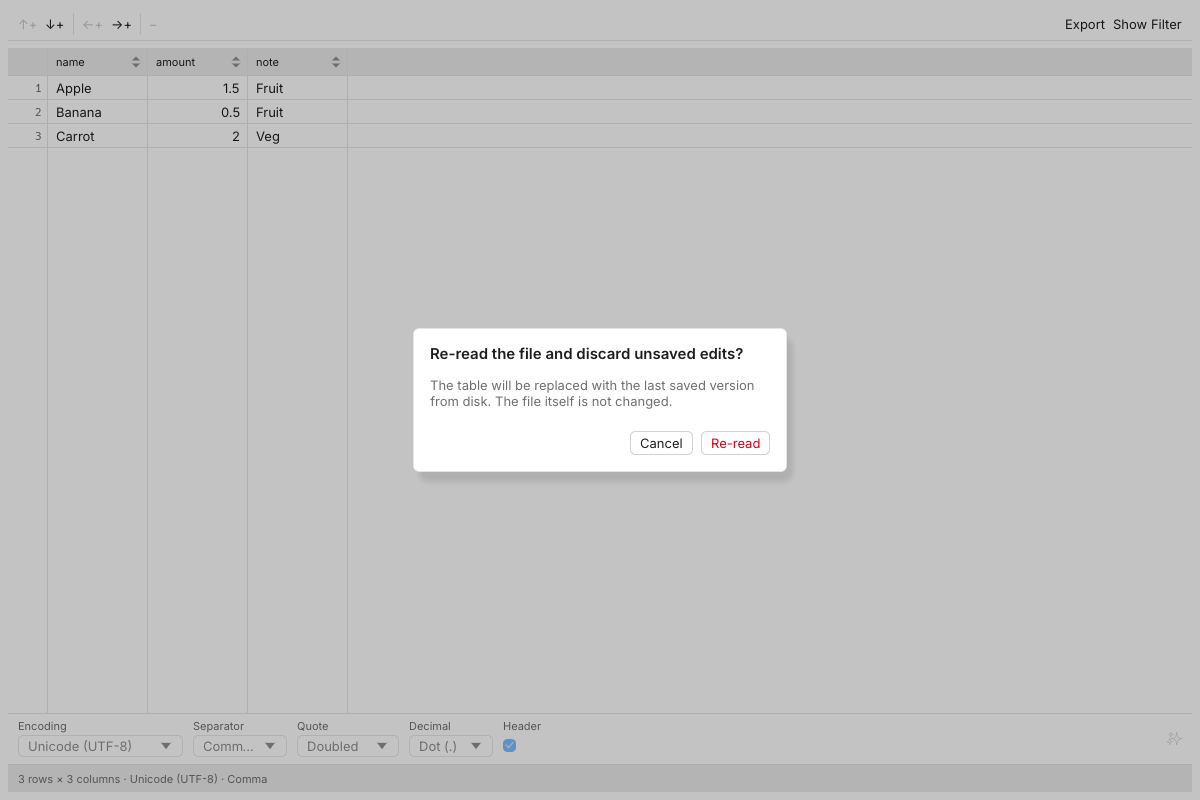 Export Show Filter
name amount note
1 Apple 1.5 Fruit
2 Banana 0.5 Fruit
3 Carrot 2 Veg
Re-read the file and discard unsaved edits?
The table will be replaced with the last saved version
from disk. The file itself is not changed.
Cancel Re-read
Encoding Separator Quote Decimal Header
Unicode (UTF-8) Comm... Doubled Dot (.)
3 rows × 3 columns · Unicode (UTF-8) · Comma